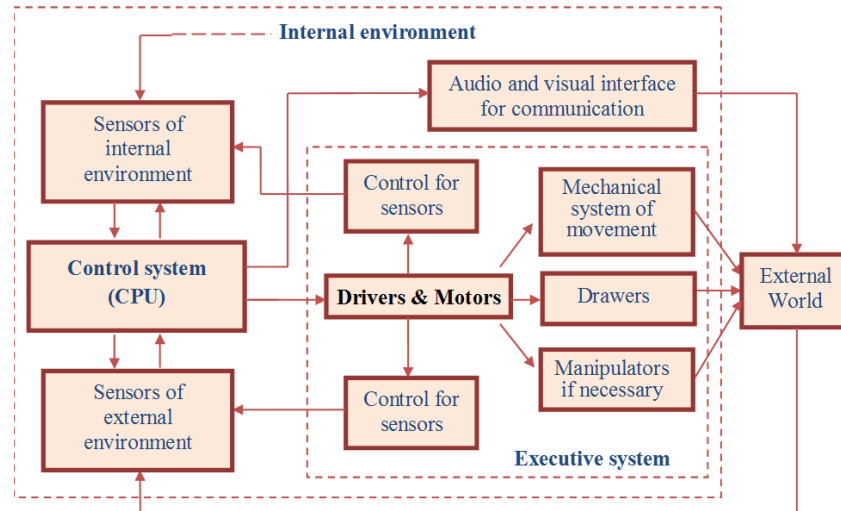 Internal environment
Audio and visual interface
for communication
Sensors of
internal
environment
Control for
sensors
Mechanical
system of
movement
Control system
(CPU)
Drivers & Motors
Drawers
External
World
Sensors of
external
environment
Control for
sensors
Manipulators
if necessary
Executive system